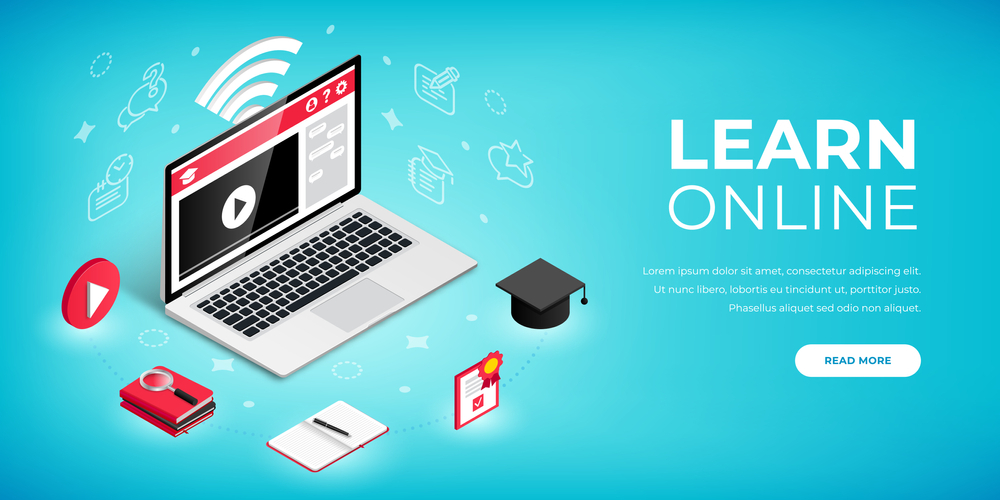 LEARN
ONLINE
Lorem ipsum dolor sit amet, consectetur adipiscing elit.
Ut nunc libero, lobortis eu tincidunt ut, porttitor justo.
Phasellus aliquet sed odio non aliquet.
READ MORE